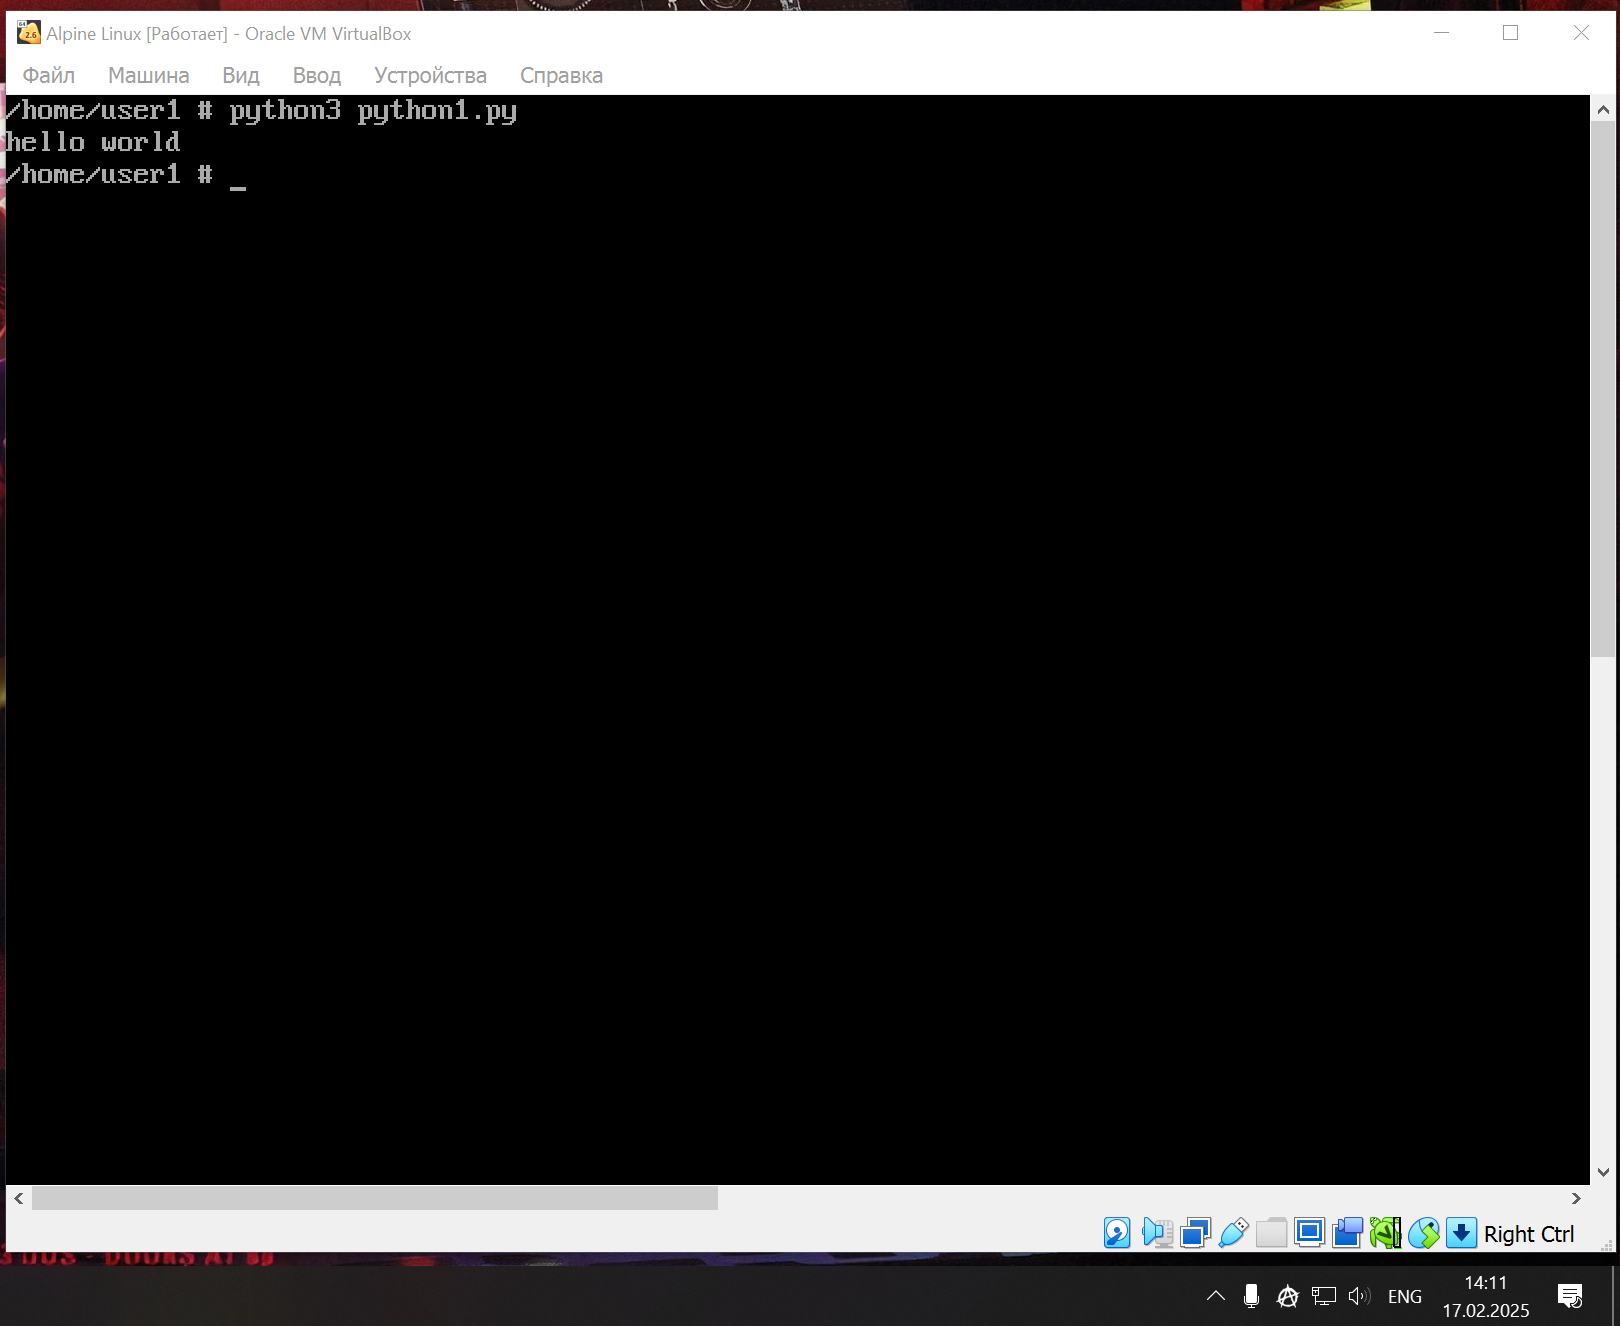 Alpine Linux [Работает] - Oracle VM VirtualBox
Файл Машина Вид Ввод Устройства Справка
/home/user1 # python3 python1.py
hello world
/home/user1 # _
Right Ctrl
ENG
14:11
17.02.2025